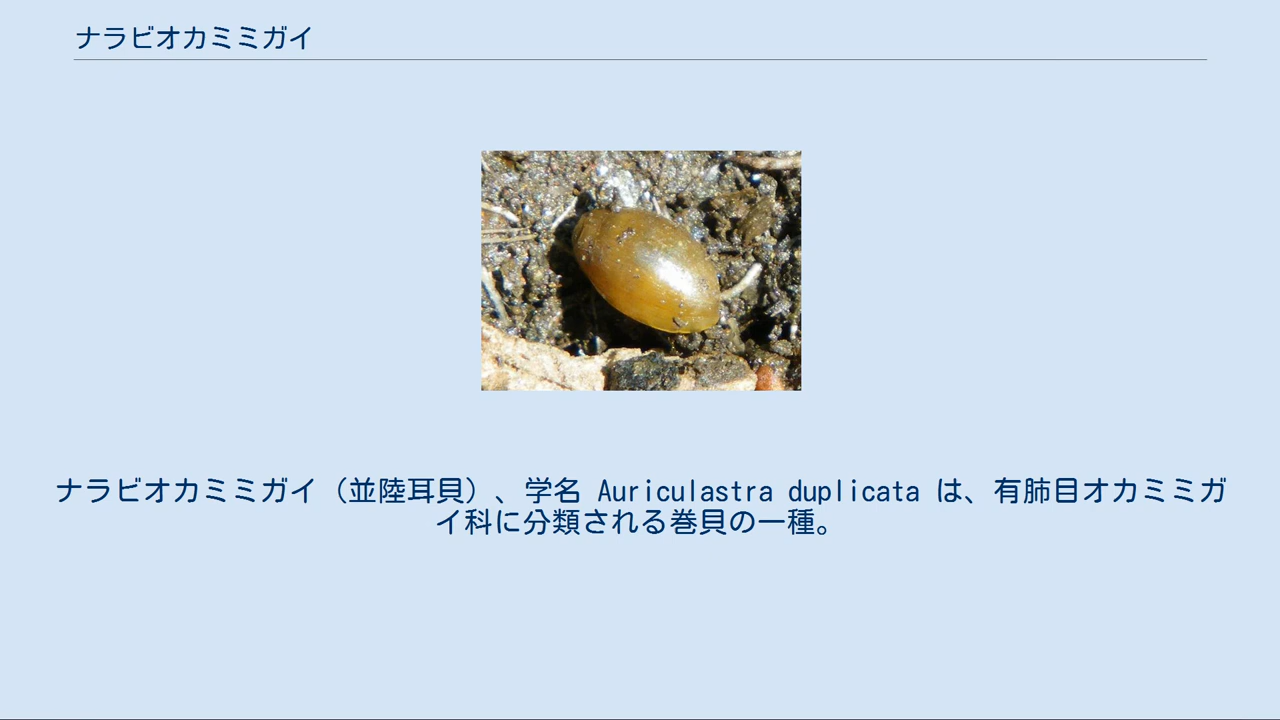 ナラビオカミミガイ
ナラビオカミミガイ（並陸耳貝）、学名 Auriculastra duplicata は、有肺目オカミミガ
イ科に分類される巻貝の一種。